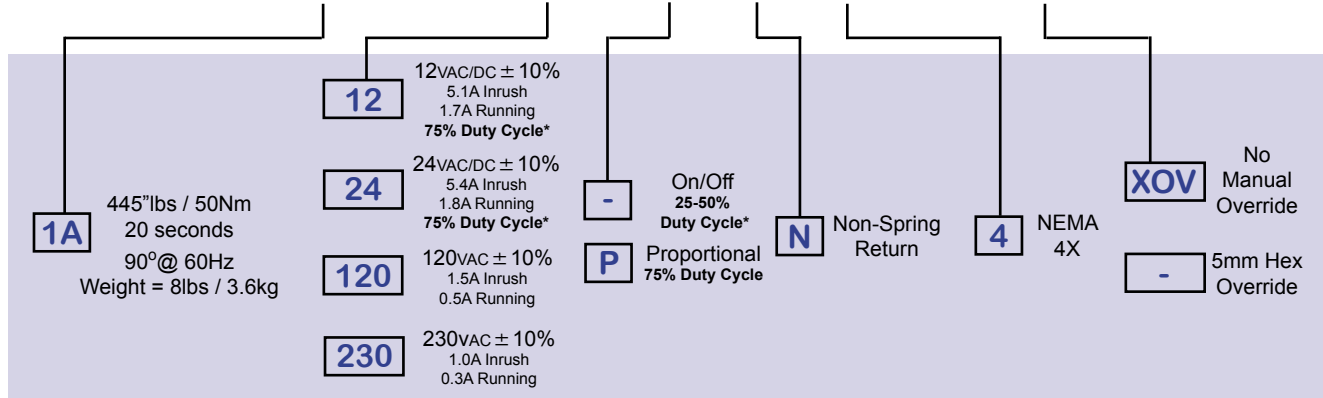 1A
445"lbs / 50Nm
20 seconds
90°@ 60Hz
Weight = 8lbs / 3.6kg
12
12VAC/DC ± 10%
5.1A Inrush
1.7A Running
75% Duty Cycle*
24
24VAC/DC ± 10%
5.4A Inrush
1.8A Running
75% Duty Cycle*
120
120VAC ± 10%
1.5A Inrush
0.5A Running
230
230VAC ± 10%
1.0A Inrush
0.3A Running
-
On/Off
25-50%
Duty Cycle*
P
Proportional
75% Duty Cycle
N
Non-Spring
Return
4
NEMA
4X
XOV
No
Manual
Override
-
5mm Hex
Override